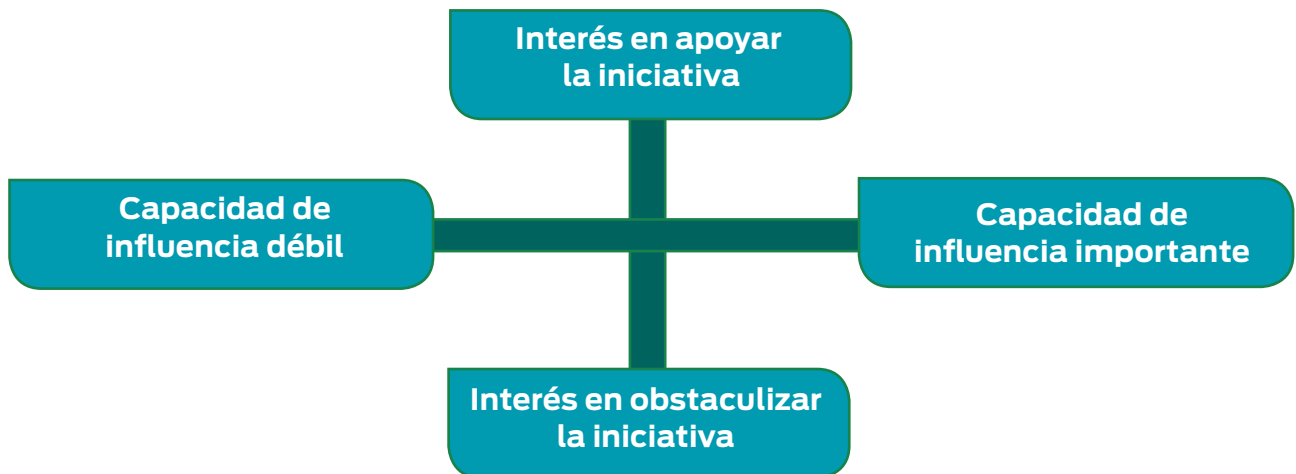 Interés en apoyar
la iniciativa
Capacidad de
influencia débil
Capacidad de
influencia importante
Interés en obstaculizar
la iniciativa